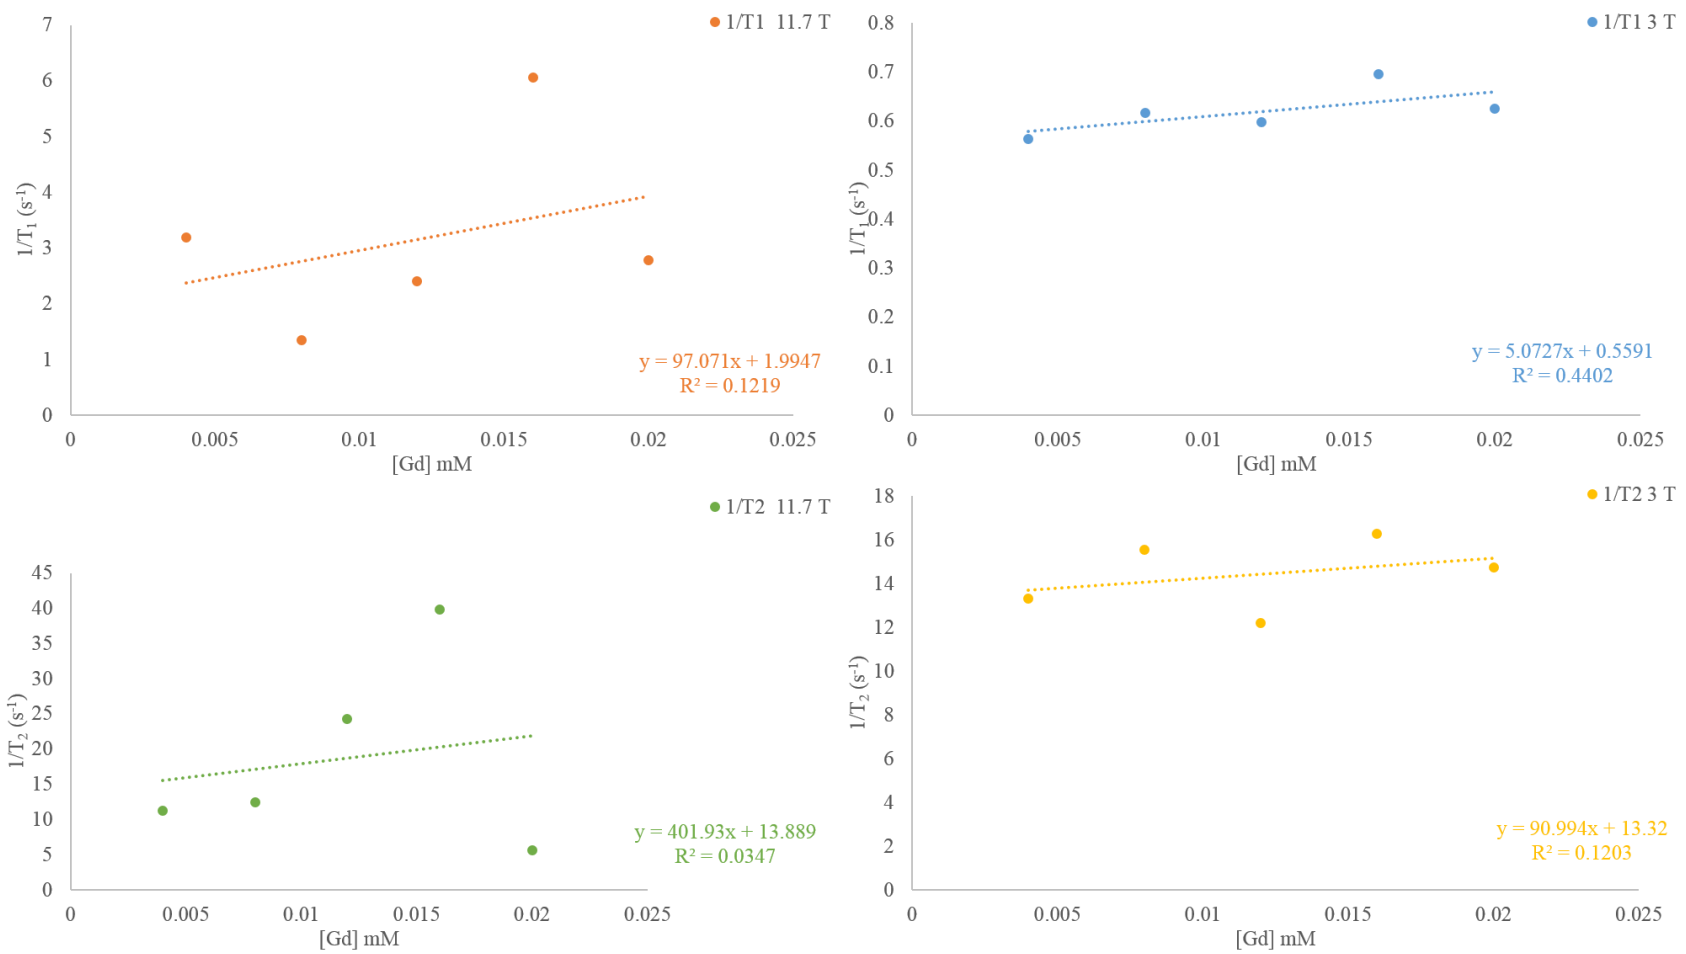 1/T1 11.7 T
7
6
5
4
3
2
1
0
1/T₁ (s⁻¹)
y = 97.071x + 1.9947
R² = 0.1219
0 0.005 0.01 0.015 0.02 0.025
[Gd] mM
1/T1 3 T
0.8
0.7
0.6
0.5
0.4
0.3
0.2
0.1
0
1/T₁ (s⁻¹)
y = 5.0727x + 0.5591
R² = 0.4402
0 0.005 0.01 0.015 0.02 0.025
[Gd] mM
1/T2 11.7 T
45
40
35
30
25
20
15
10
5
0
1/T₂ (s⁻¹)
y = 401.93x + 13.889
R² = 0.0347
0 0.005 0.01 0.015 0.02 0.025
[Gd] mM
1/T2 3 T
18
16
14
12
10
8
6
4
2
0
1/T₂ (s⁻¹)
y = 90.994x + 13.32
R² = 0.1203
0 0.005 0.01 0.015 0.02 0.025
[Gd] mM